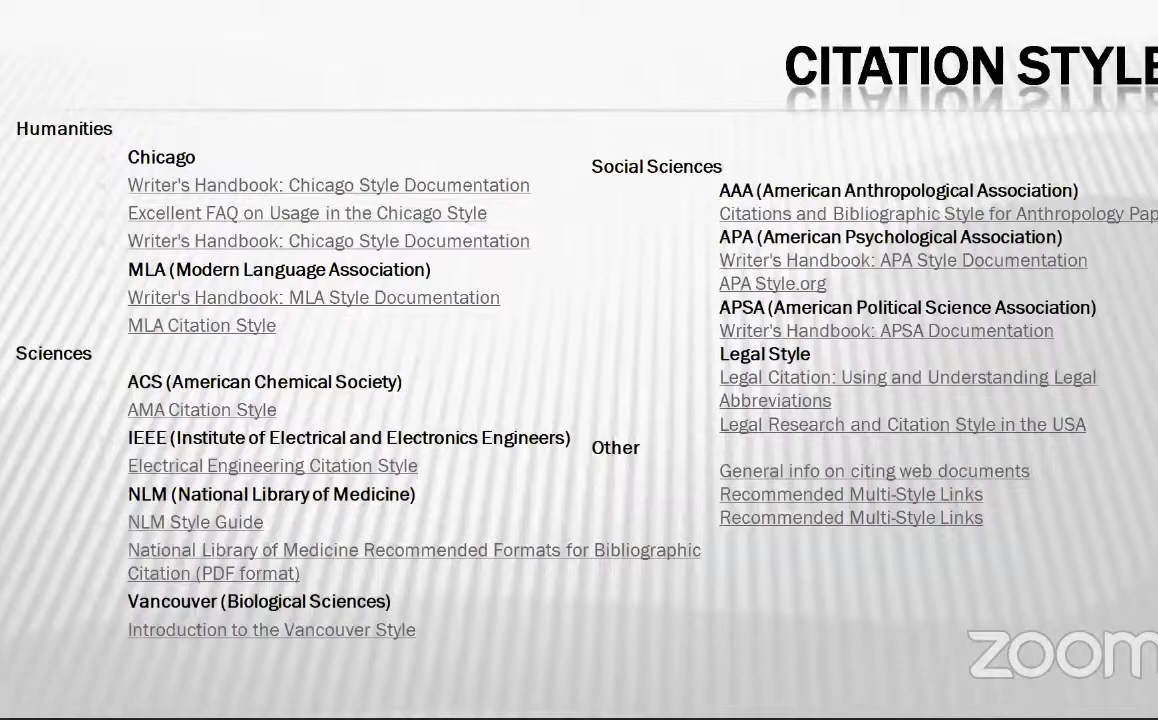 CITATION STYLE
Humanities
Chicago
Writer's Handbook: Chicago Style Documentation
Excellent FAQ on Usage in the Chicago Style
Writer's Handbook: Chicago Style Documentation
MLA (Modern Language Association)
Writer's Handbook: MLA Style Documentation
MLA Citation Style
Sciences
ACS (American Chemical Society)
AMA Citation Style
IEEE (Institute of Electrical and Electronics Engineers)
Electrical Engineering Citation Style
NLM (National Library of Medicine)
NLM Style Guide
National Library of Medicine Recommended Formats for Bibliographic
Citation (PDF format)
Vancouver (Biological Sciences)
Introduction to the Vancouver Style
Social Sciences
AAA (American Anthropological Association)
Citations and Bibliographic Style for Anthropology Pap
APA (American Psychological Association)
Writer's Handbook: APA Style Documentation
APA Style.org
APSA (American Political Science Association)
Writer's Handbook: APSA Documentation
Legal Style
Legal Citation: Using and Understanding Legal
Abbreviations
Legal Research and Citation Style in the USA
Other
General info on citing web documents
Recommended Multi-Style Links
Recommended Multi-Style Links
zoom